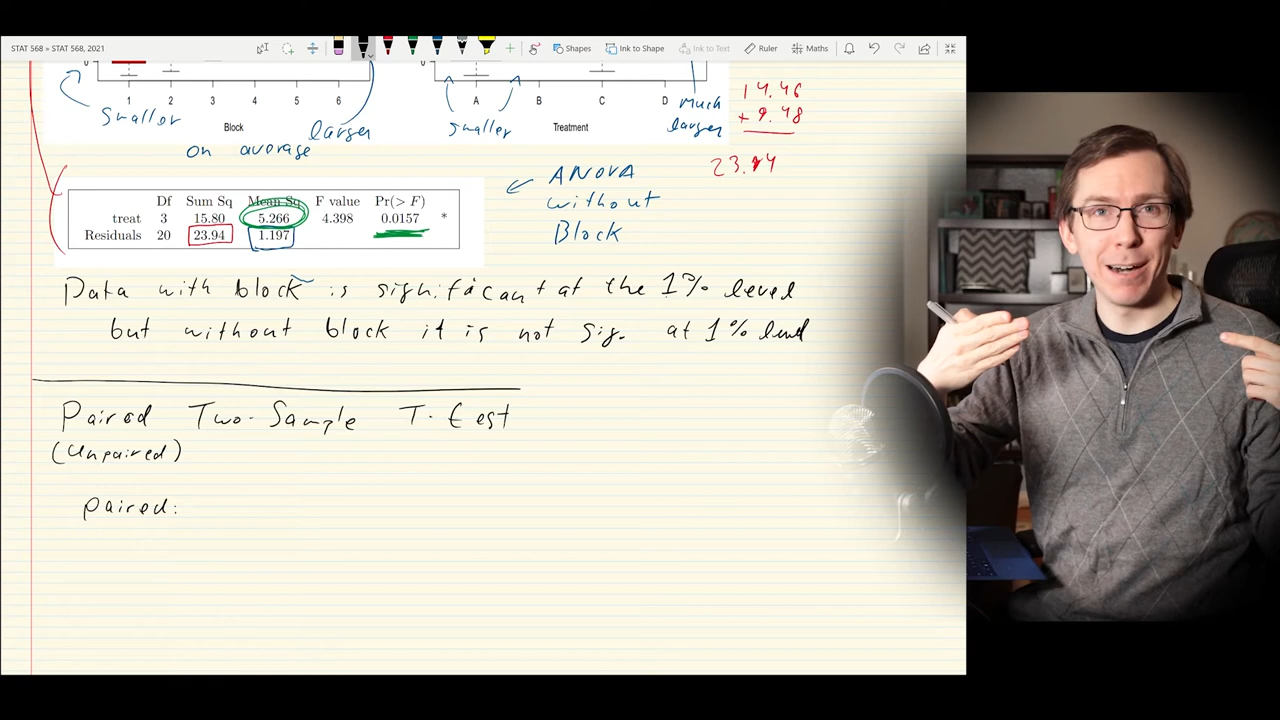 STAT 568 » STAT 568, 2021
Shapes
Ink to Shape
Ink to Text
Ruler
Maths
0
0
1 2 3 4 5 6
Block
smaller
larger
on average
A B C D
Treatment
smaller
much
larger
14.46
+ 9.48
23.94
Df Sum Sq Mean Sq F value Pr(> F)
treat 3 15.80 5.266 4.398 0.0157 *
Residuals 20 23.94 1.197
ANOVA
without
Block
Data with block is significant at the 1% level
but without block it is not sig. at 1% level
Paired Two-Sample T-test
(Unpaired)
Paired: